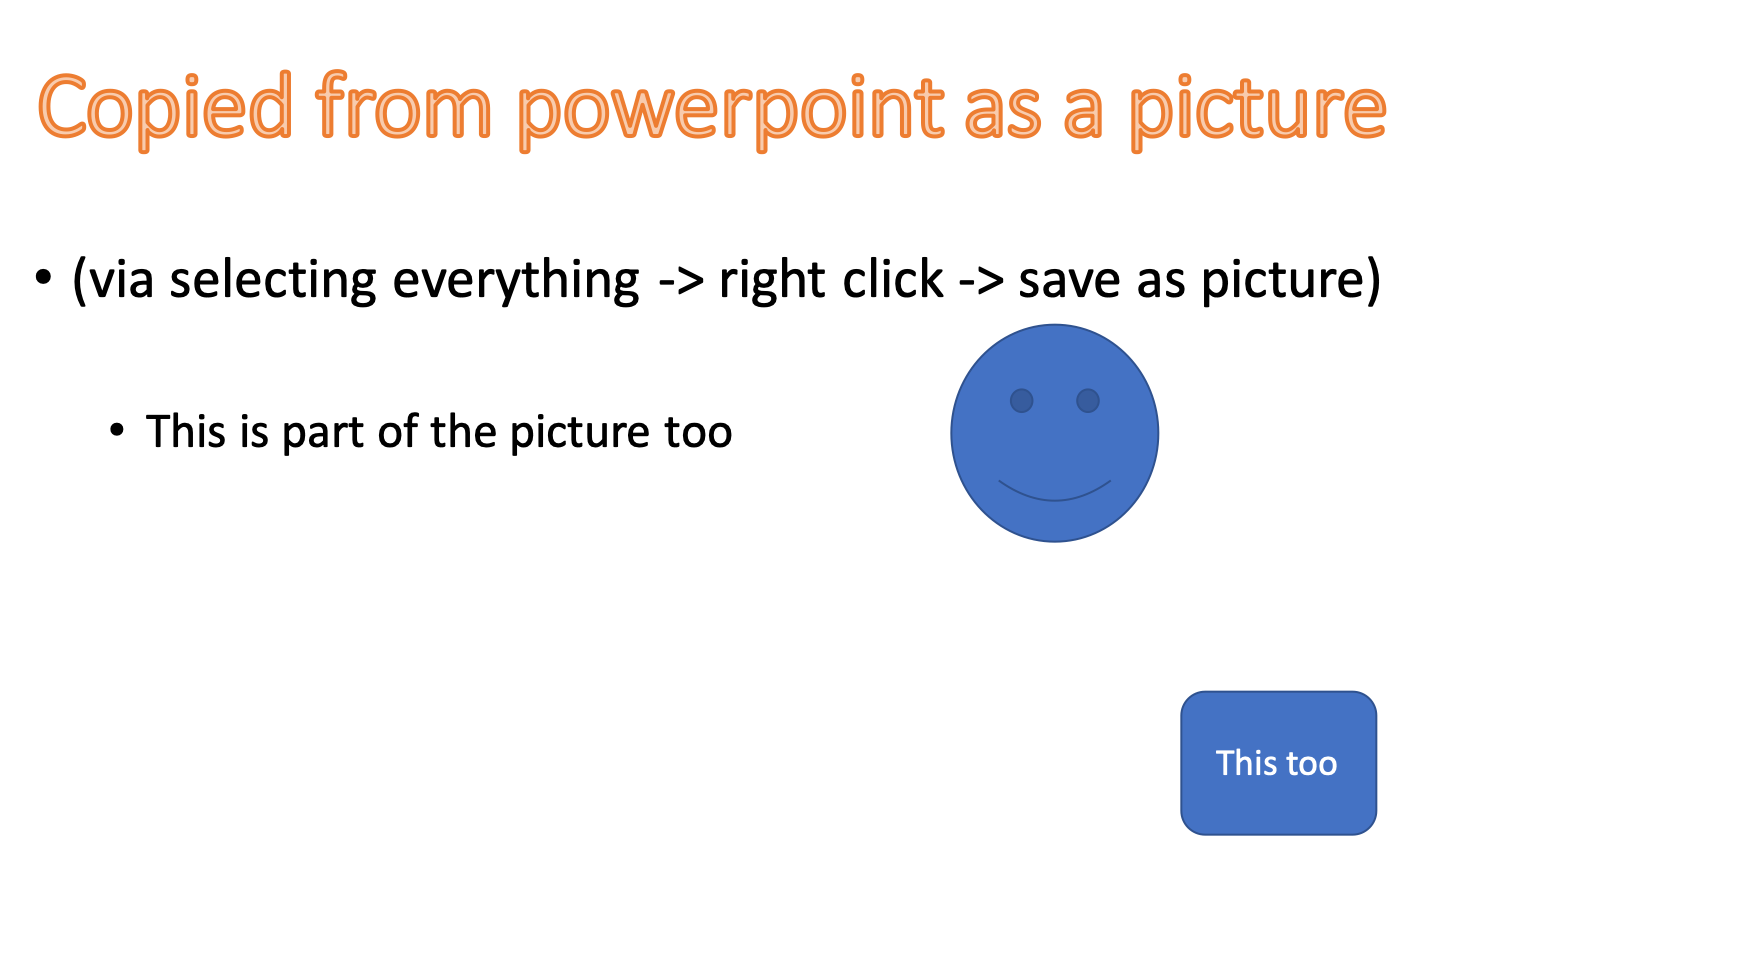 Copied from powerpoint as a picture
• (via selecting everything -> right click -> save as picture)
• This is part of the picture too
This too